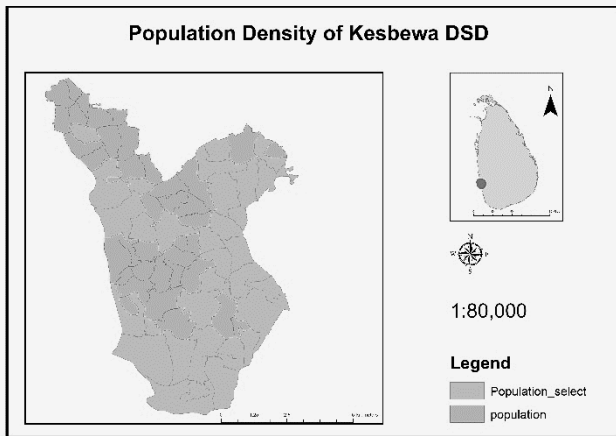 Population Density of Kesbewa DSD
N
N
W E
S
1:80,000
Legend
Population_select
population